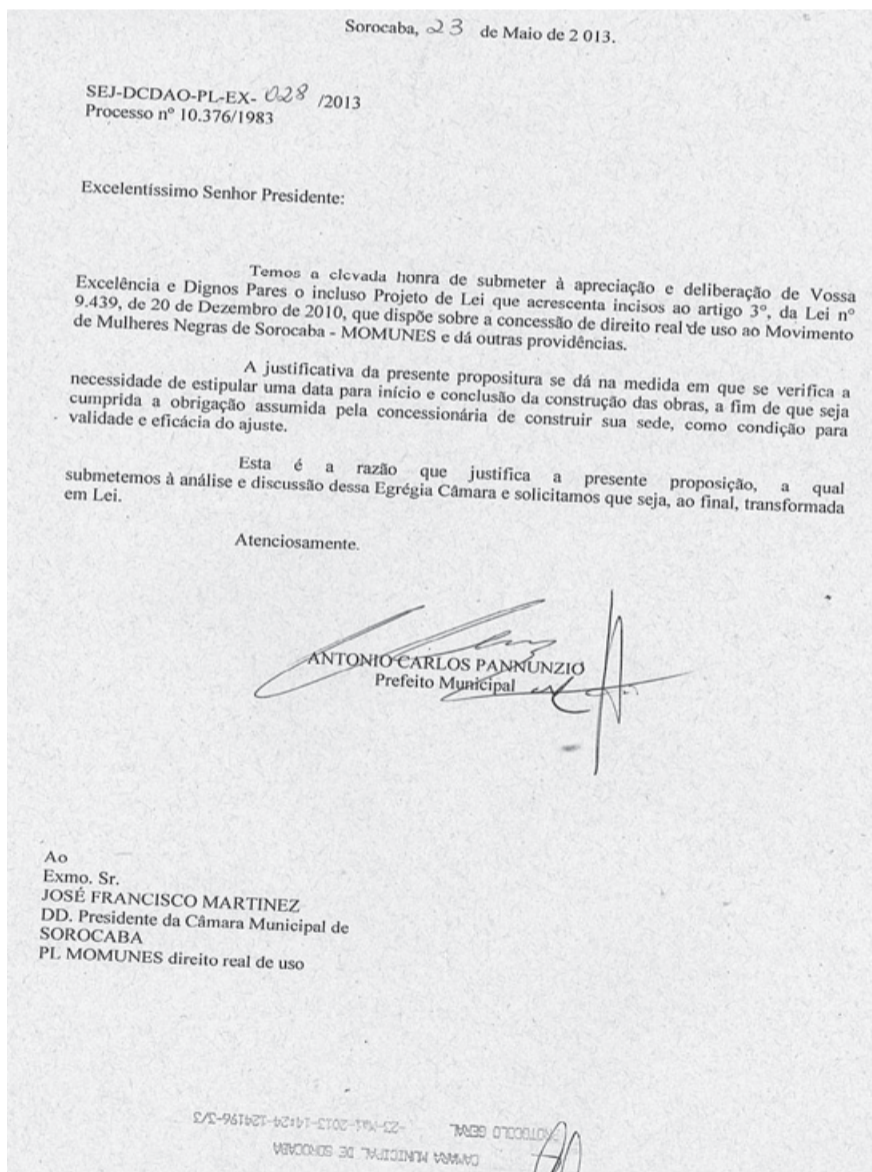 Sorocaba, 23 de Maio de 2 013.
SEJ-DCDAO-PL-EX- 028 /2013
Processo nº 10.376/1983
Excelentíssimo Senhor Presidente:
Temos a elevada honra de submeter à apreciação e deliberação de Vossa
Excelência e Dignos Pares o incluso Projeto de Lei que acrescenta incisos ao artigo 3º, da Lei nº
9.439, de 20 de Dezembro de 2010, que dispõe sobre a concessão de direito real de uso ao Movimento
de Mulheres Negras de Sorocaba - MOMUNES e dá outras providências.
A justificativa da presente propositura se dá na medida em que se verifica a
necessidade de estipular uma data para início e conclusão da construção das obras, a fim de que seja
cumprida a obrigação assumida pela concessionária de construir sua sede, como condição para
validade e eficácia do ajuste.
Esta é a razão que justifica a presente proposição, a qual
submetemos à análise e discussão dessa Egrégia Câmara e solicitamos que seja, ao final, transformada
em Lei.
Atenciosamente.
ANTONIO CARLOS PANNUNZIO
Prefeito Municipal
Ao
Exmo. Sr.
JOSÉ FRANCISCO MARTINEZ
DD. Presidente da Câmara Municipal de
SOROCABA
PL MOMUNES direito real de uso
CAMARA MUNICIPAL DE SOROCABA
PROTOCOLO GERAL -23-Mai-2013-14:24-124196-3/3